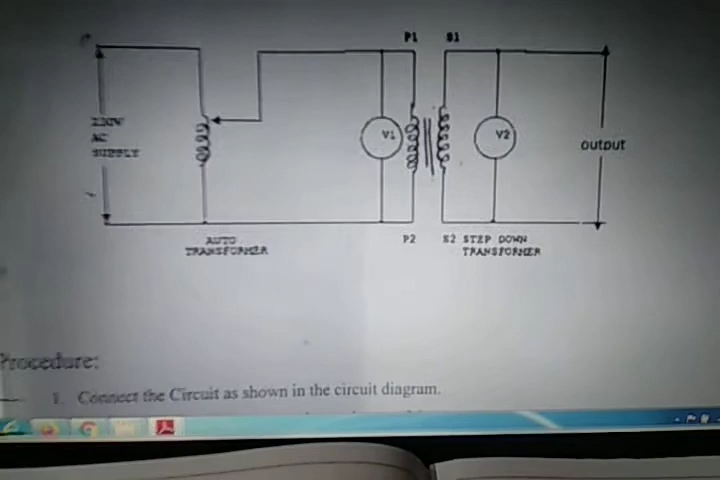 P1 S1
230V
AC
SUPPLY
V1
V2
output
AUTO
TRANSFORMER
P2
S2 STEP DOWN
TRANSFORMER
Procedure:
1. Connect the Circuit as shown in the circuit diagram.